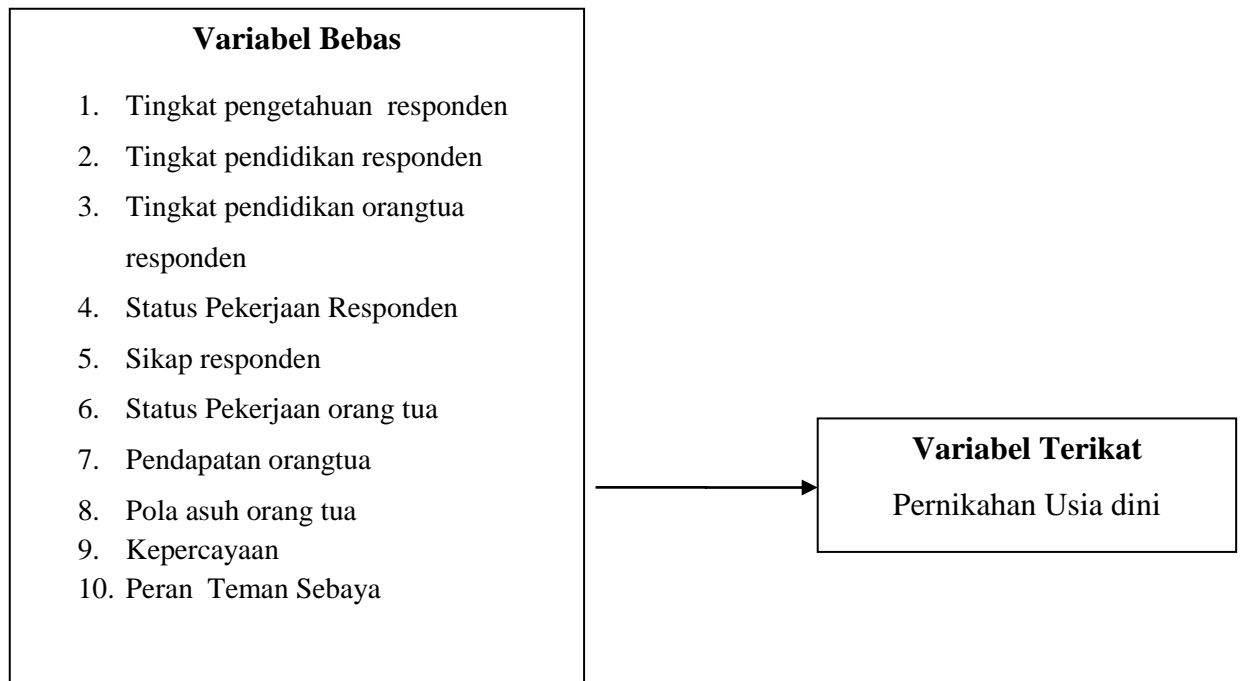 Variabel Bebas
1. Tingkat pengetahuan responden
2. Tingkat pendidikan responden
3. Tingkat pendidikan orangtua
responden
4. Status Pekerjaan Responden
5. Sikap responden
6. Status Pekerjaan orang tua
7. Pendapatan orangtua
8. Pola asuh orang tua
9. Kepercayaan
10. Peran Teman Sebaya
Variabel Terikat
Pernikahan Usia dini